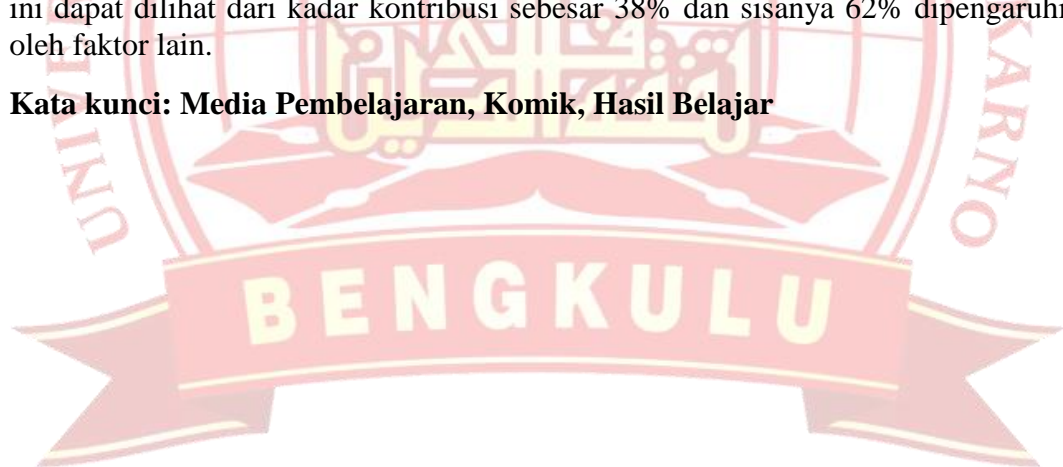 ini dapat dilihat dari kadar kontribusi sebesar 38% dan sisanya 62% dipengaruhi
oleh faktor lain.
Kata kunci: Media Pembelajaran, Komik, Hasil Belajar
BENGKULU